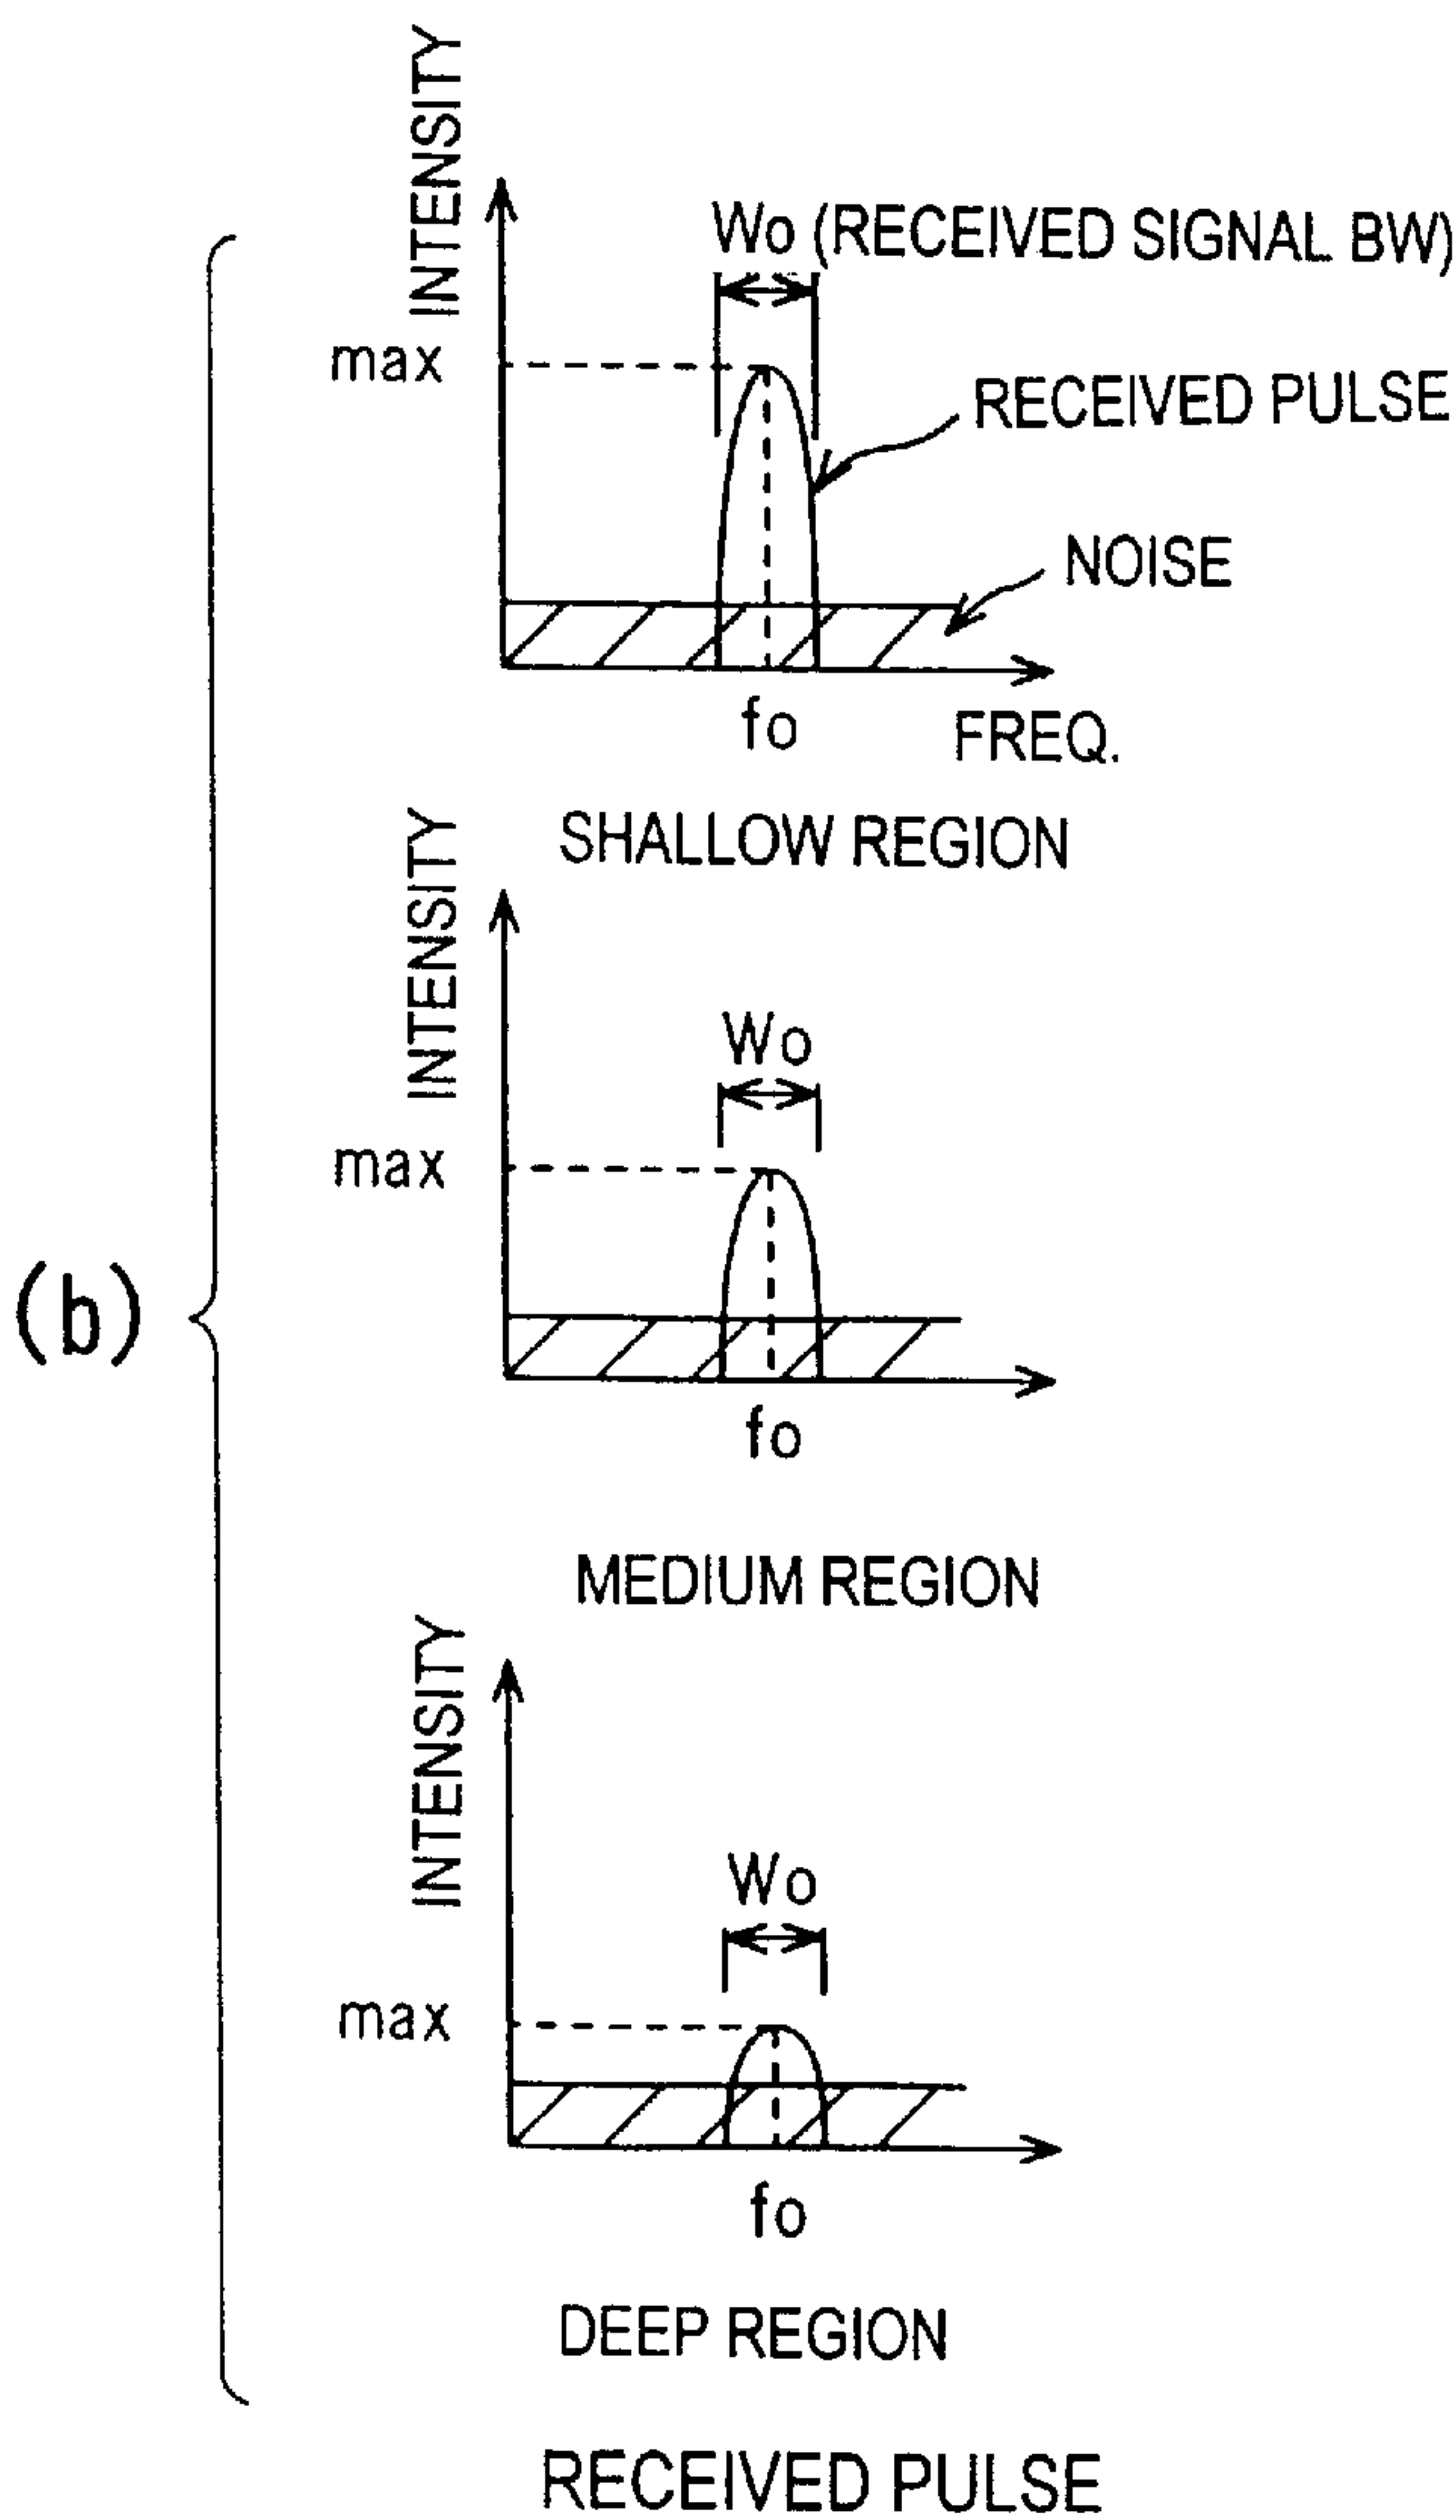 (b)
INTENSITY
Wo (RECEIVED SIGNAL BW)
max
RECEIVED PULSE
NOISE
fo
FREQ.
SHALLOW REGION
INTENSITY
Wo
max
fo
MEDIUM REGION
INTENSITY
Wo
max
fo
DEEP REGION
RECEIVED PULSE